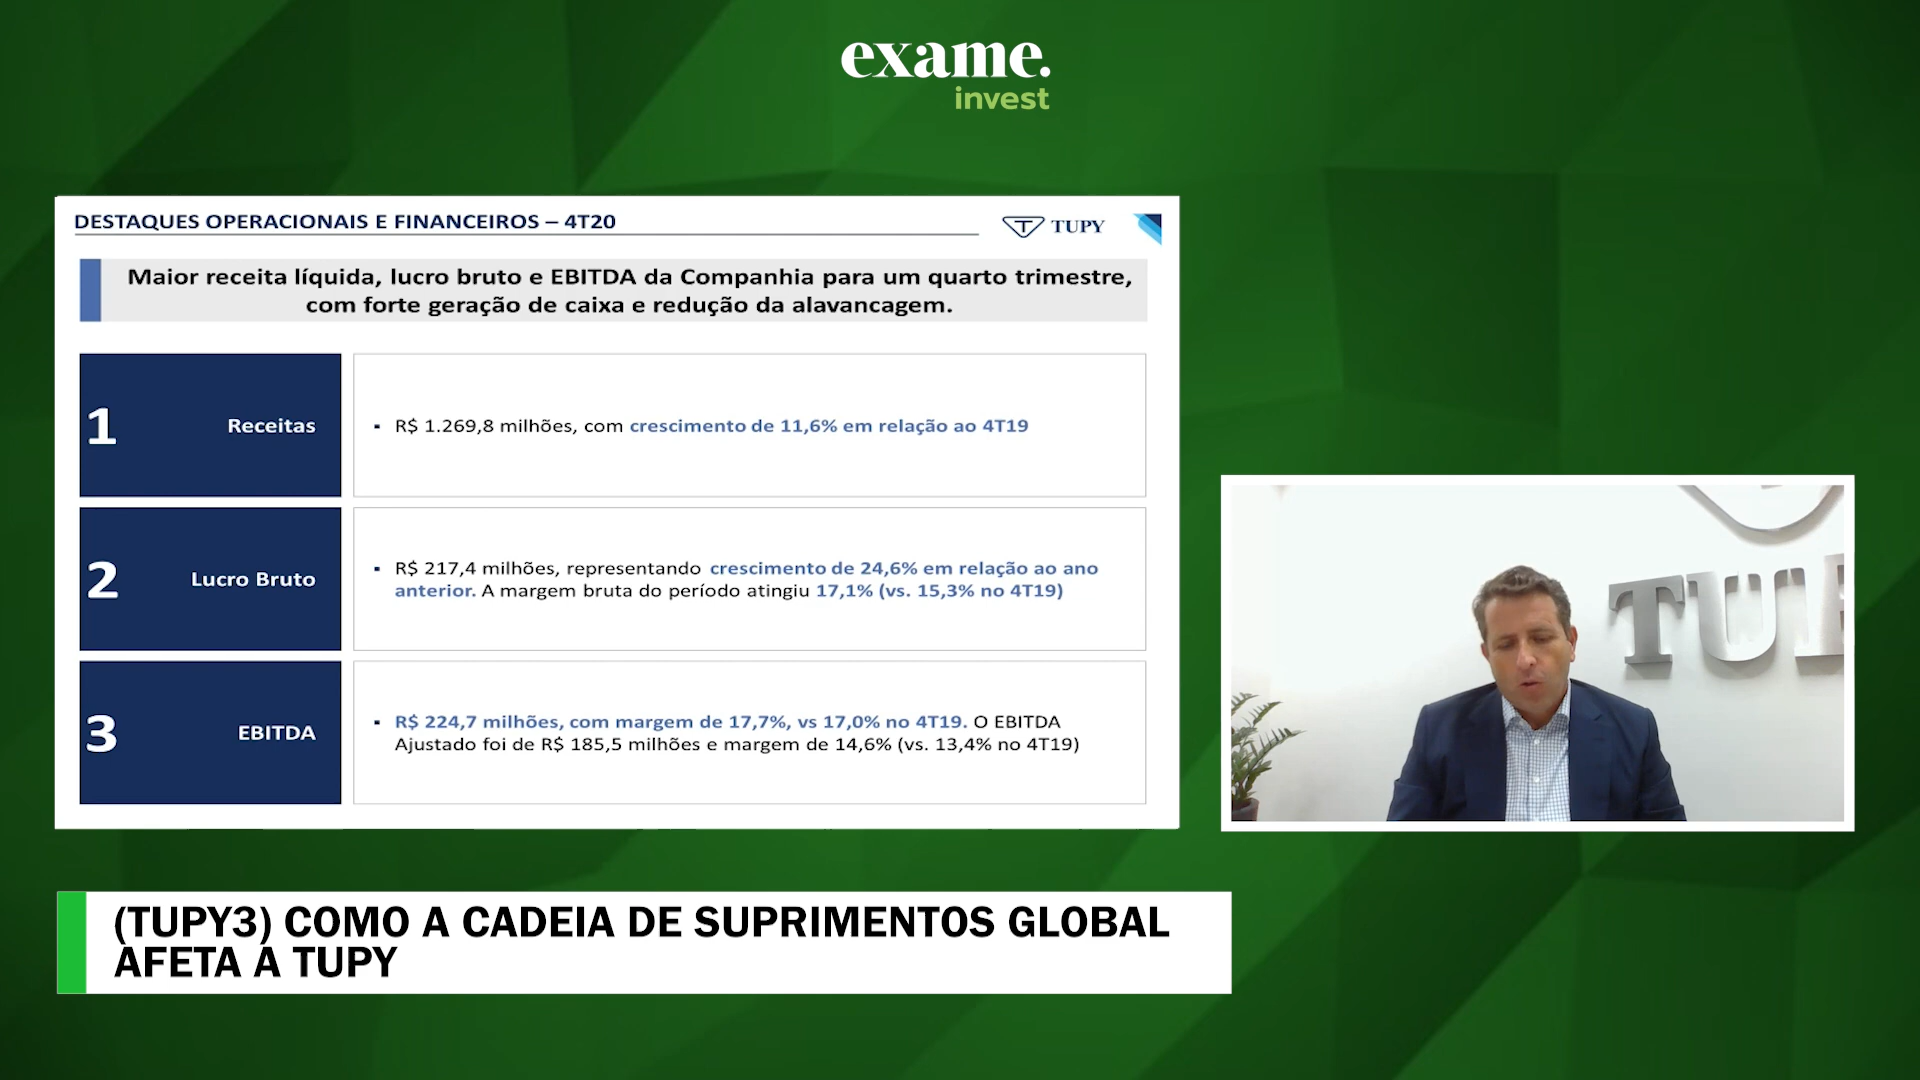 exame.
invest
DESTAQUES OPERACIONAIS E FINANCEIROS – 4T20
TUPY
Maior receita líquida, lucro bruto e EBITDA da Companhia para um quarto trimestre,
com forte geração de caixa e redução da alavancagem.
1 Receitas
▪ R$ 1.269,8 milhões, com crescimento de 11,6% em relação ao 4T19
2 Lucro Bruto
▪ R$ 217,4 milhões, representando crescimento de 24,6% em relação ao ano
anterior. A margem bruta do período atingiu 17,1% (vs. 15,3% no 4T19)
3 EBITDA
▪ R$ 224,7 milhões, com margem de 17,7%, vs 17,0% no 4T19. O EBITDA
Ajustado foi de R$ 185,5 milhões e margem de 14,6% (vs. 13,4% no 4T19)
TUP
(TUPY3) COMO A CADEIA DE SUPRIMENTOS GLOBAL
AFETA A TUPY